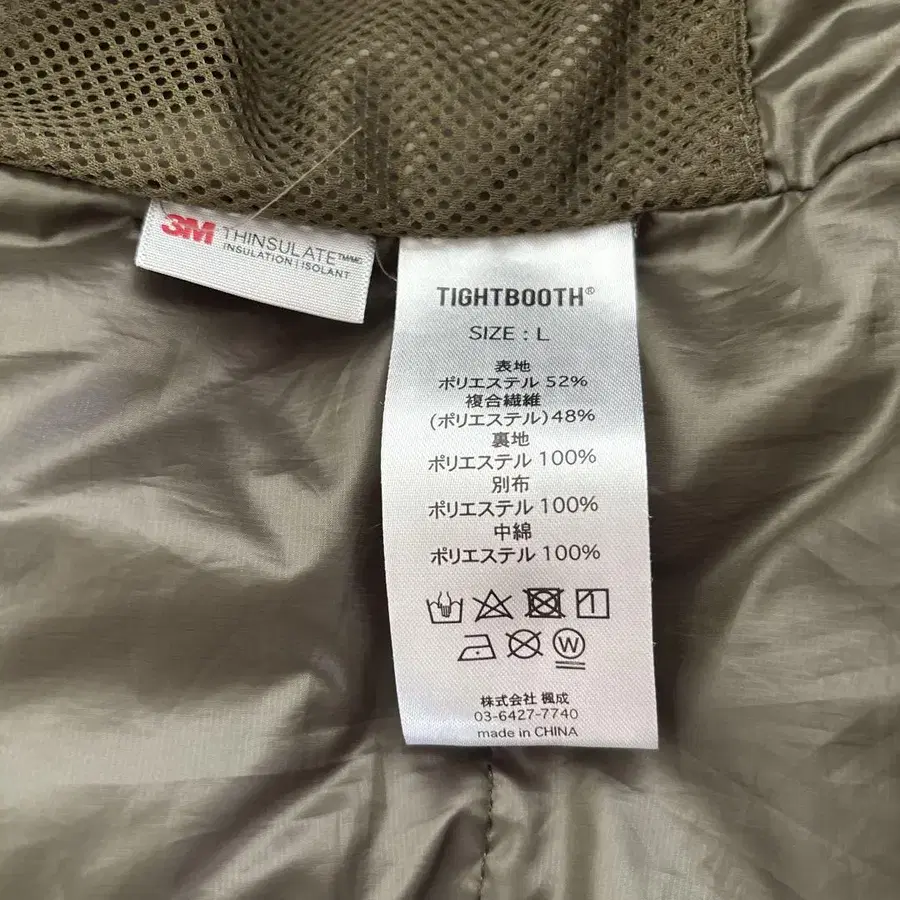 3M THINSULATE™/MC
INSULATION | ISOLANT
TIGHTBOOTH®
SIZE : L
表地
ポリエステル 52%
複合繊維
(ポリエステル)48%
裏地
ポリエステル 100%
別布
ポリエステル 100%
中綿
ポリエステル 100%
W
株式会社 楓成
03-6427-7740
made in CHINA